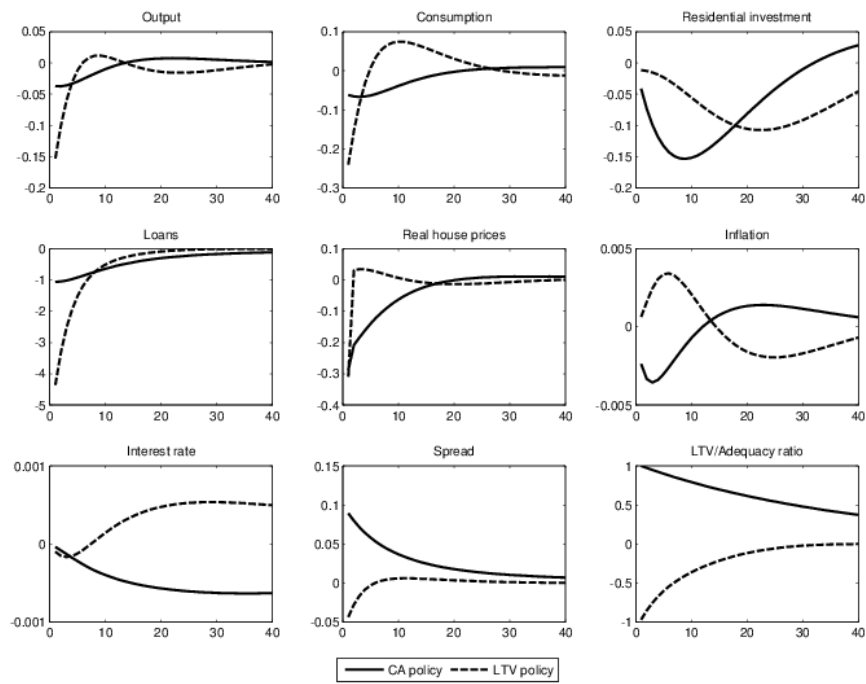 Output Consumption Residential investment
0.05 0.1 0.05
0 0 0
-0.05 -0.1 -0.05
-0.1 -0.2 -0.1
-0.15 -0.15
-0.2 -0.3 -0.2
0 10 20 30 40 0 10 20 30 40 0 10 20 30 40
Loans Real house prices Inflation
0 0.1 0.005
-1 0
-2 -0.1 0
-3 -0.2
-4 -0.3
-5 -0.4 -0.005
0 10 20 30 40 0 10 20 30 40 0 10 20 30 40
Interest rate Spread LTV/Adequacy ratio
0.001 0.15 1
0.1 0.5
0 0.05 0
0 -0.5
-0.001 -0.05 -1
0 10 20 30 40 0 10 20 30 40 0 10 20 30 40
CA policy LTV policy